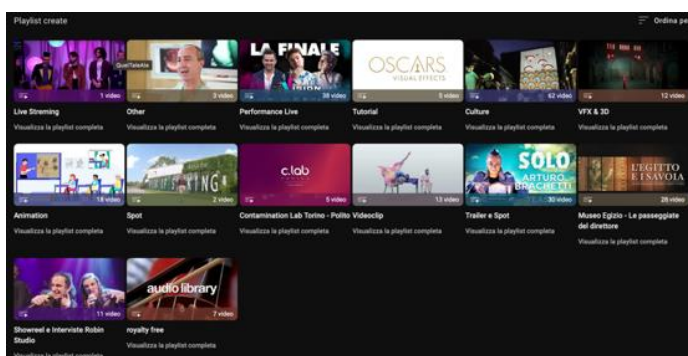 Playlist create
Ordina pe
LA FINALE
OSCARS
VISUAL EFFECTS
1 video
3 video
38 video
5 video
62 video
12 video
Live Streming
Other
Performance Live
Tutorial
Culture
VFX & 3D
Visualizza la playlist completa
Visualizza la playlist completa
Visualizza la playlist completa
Visualizza la playlist completa
Visualizza la playlist completa
Visualizza la playlist completa
c.lab
SOLO
ARTURO
BRACHETTI
L'EGITTO
E I SAVOIA
18 video
2 video
5 video
13 video
30 video
28 video
Animation
Spot
Contamination Lab Torino - Polito
Videoclip
Trailer e Spot
Museo Egizio - Le passeggiate
del direttore
Visualizza la playlist completa
Visualizza la playlist completa
Visualizza la playlist completa
Visualizza la playlist completa
Visualizza la playlist completa
Visualizza la playlist completa
audio library
11 video
7 video
Showreel e Interviste Robin
Studio
royalty free
Visualizza la playlist completa
Visualizza la playlist completa